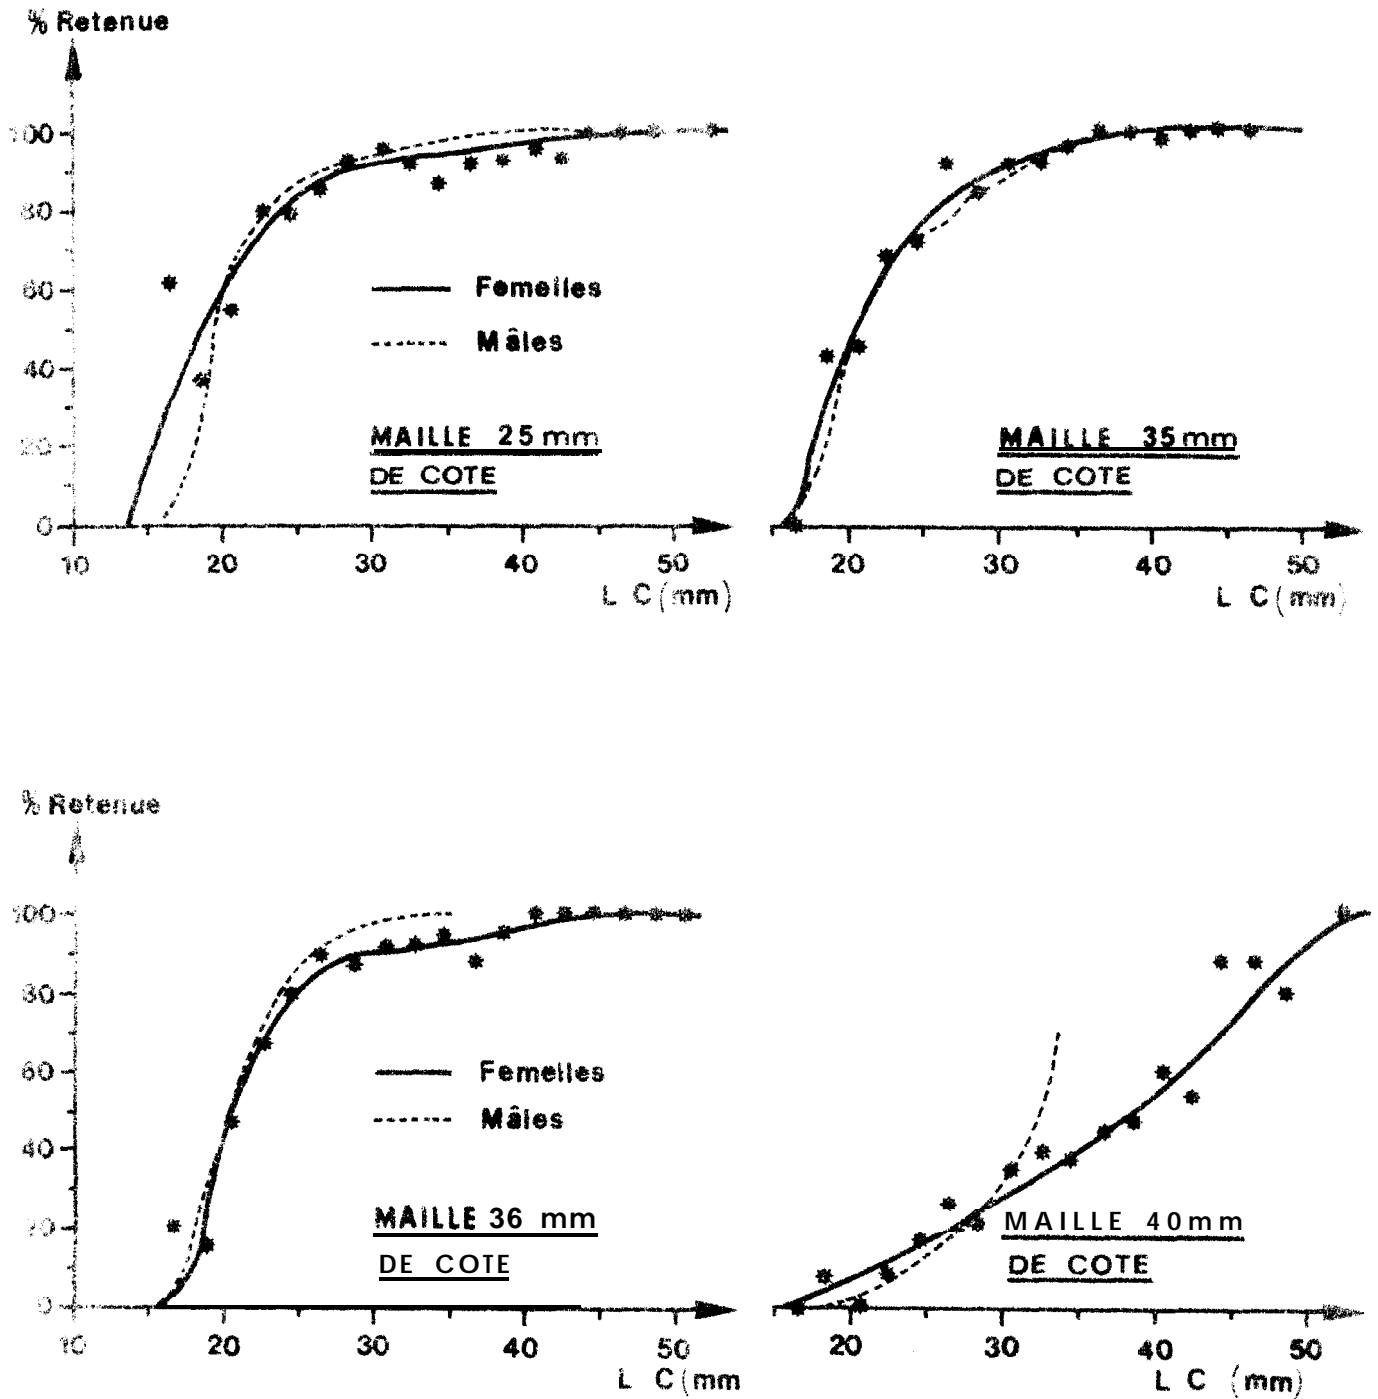 % Retenue
100
80
60
40
20
0
10 20 30 40 50
L C (mm)
Femelles
Mâles
MAILLE 25 mm
DE COTE
20 30 40 50
L C (mm)
MAILLE 35 mm
DE COTE
% Retenue
100
80
60
40
20
0
10 20 30 40 50
L C (mm
Femelles
Mâles
MAILLE 36 mm
DE COTE
20 30 40 50
L C (mm)
MAILLE 40 mm
DE COTE